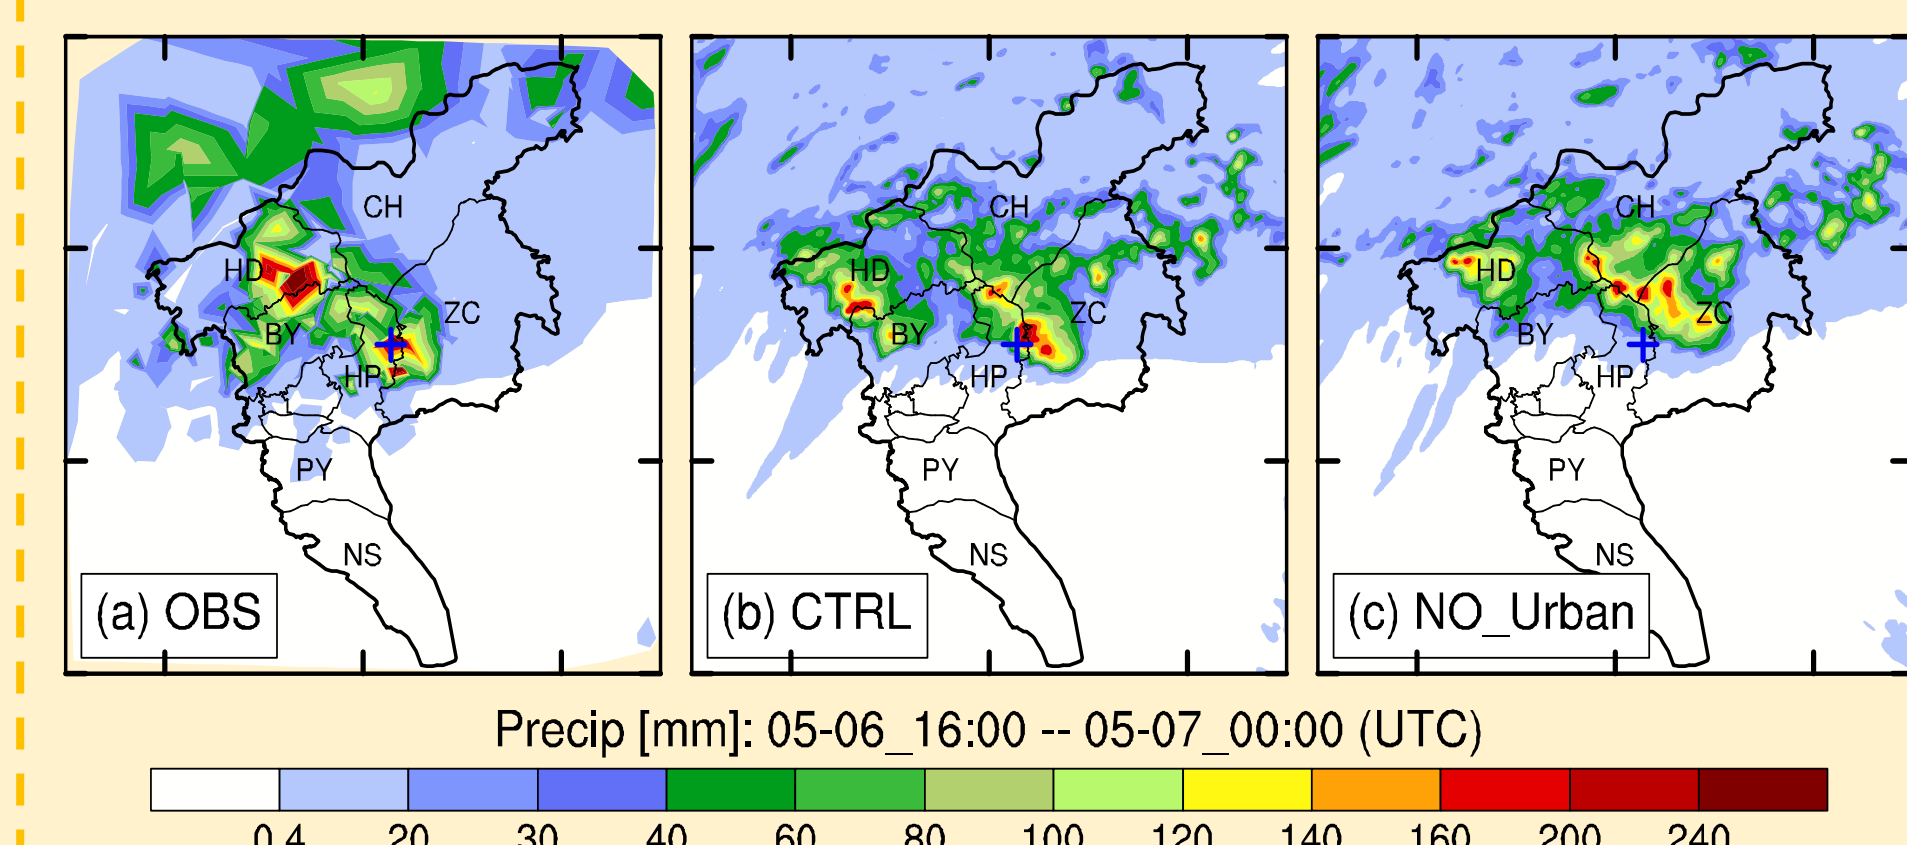 CH
HD
ZC
BY
HP
PY
NS
(a) OBS
CH
HD
ZC
BY
HP
PY
NS
(b) CTRL
CH
HD
ZC
BY
HP
PY
NS
(c) NO_Urban
Precip [mm]: 05-06_16:00 -- 05-07_00:00 (UTC)
0.4 20 30 40 60 80 100 120 140 160 200 240